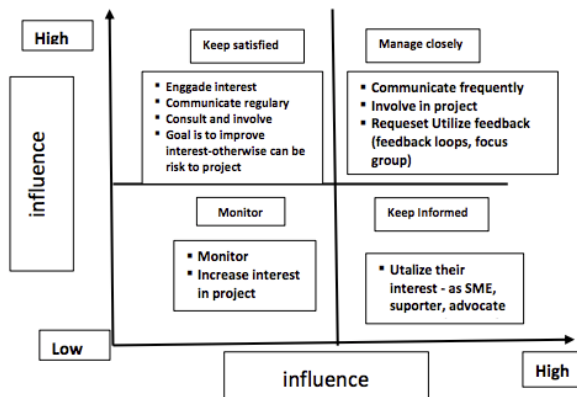 High
Keep satisfied
Manage closely
▪ Enggade interest
▪ Communicate regulary
▪ Consult and involve
▪ Goal is to improve
interest-otherwise can be
risk to project
▪ Communicate frequently
▪ Involve in project
▪ Requeset Utilize feedback
(feedback loops, focus
group)
influence
Monitor
Keep Informed
▪ Monitor
▪ Increase interest
in project
▪ Utalize their
interest - as SME,
suporter, advocate
Low
influence
High